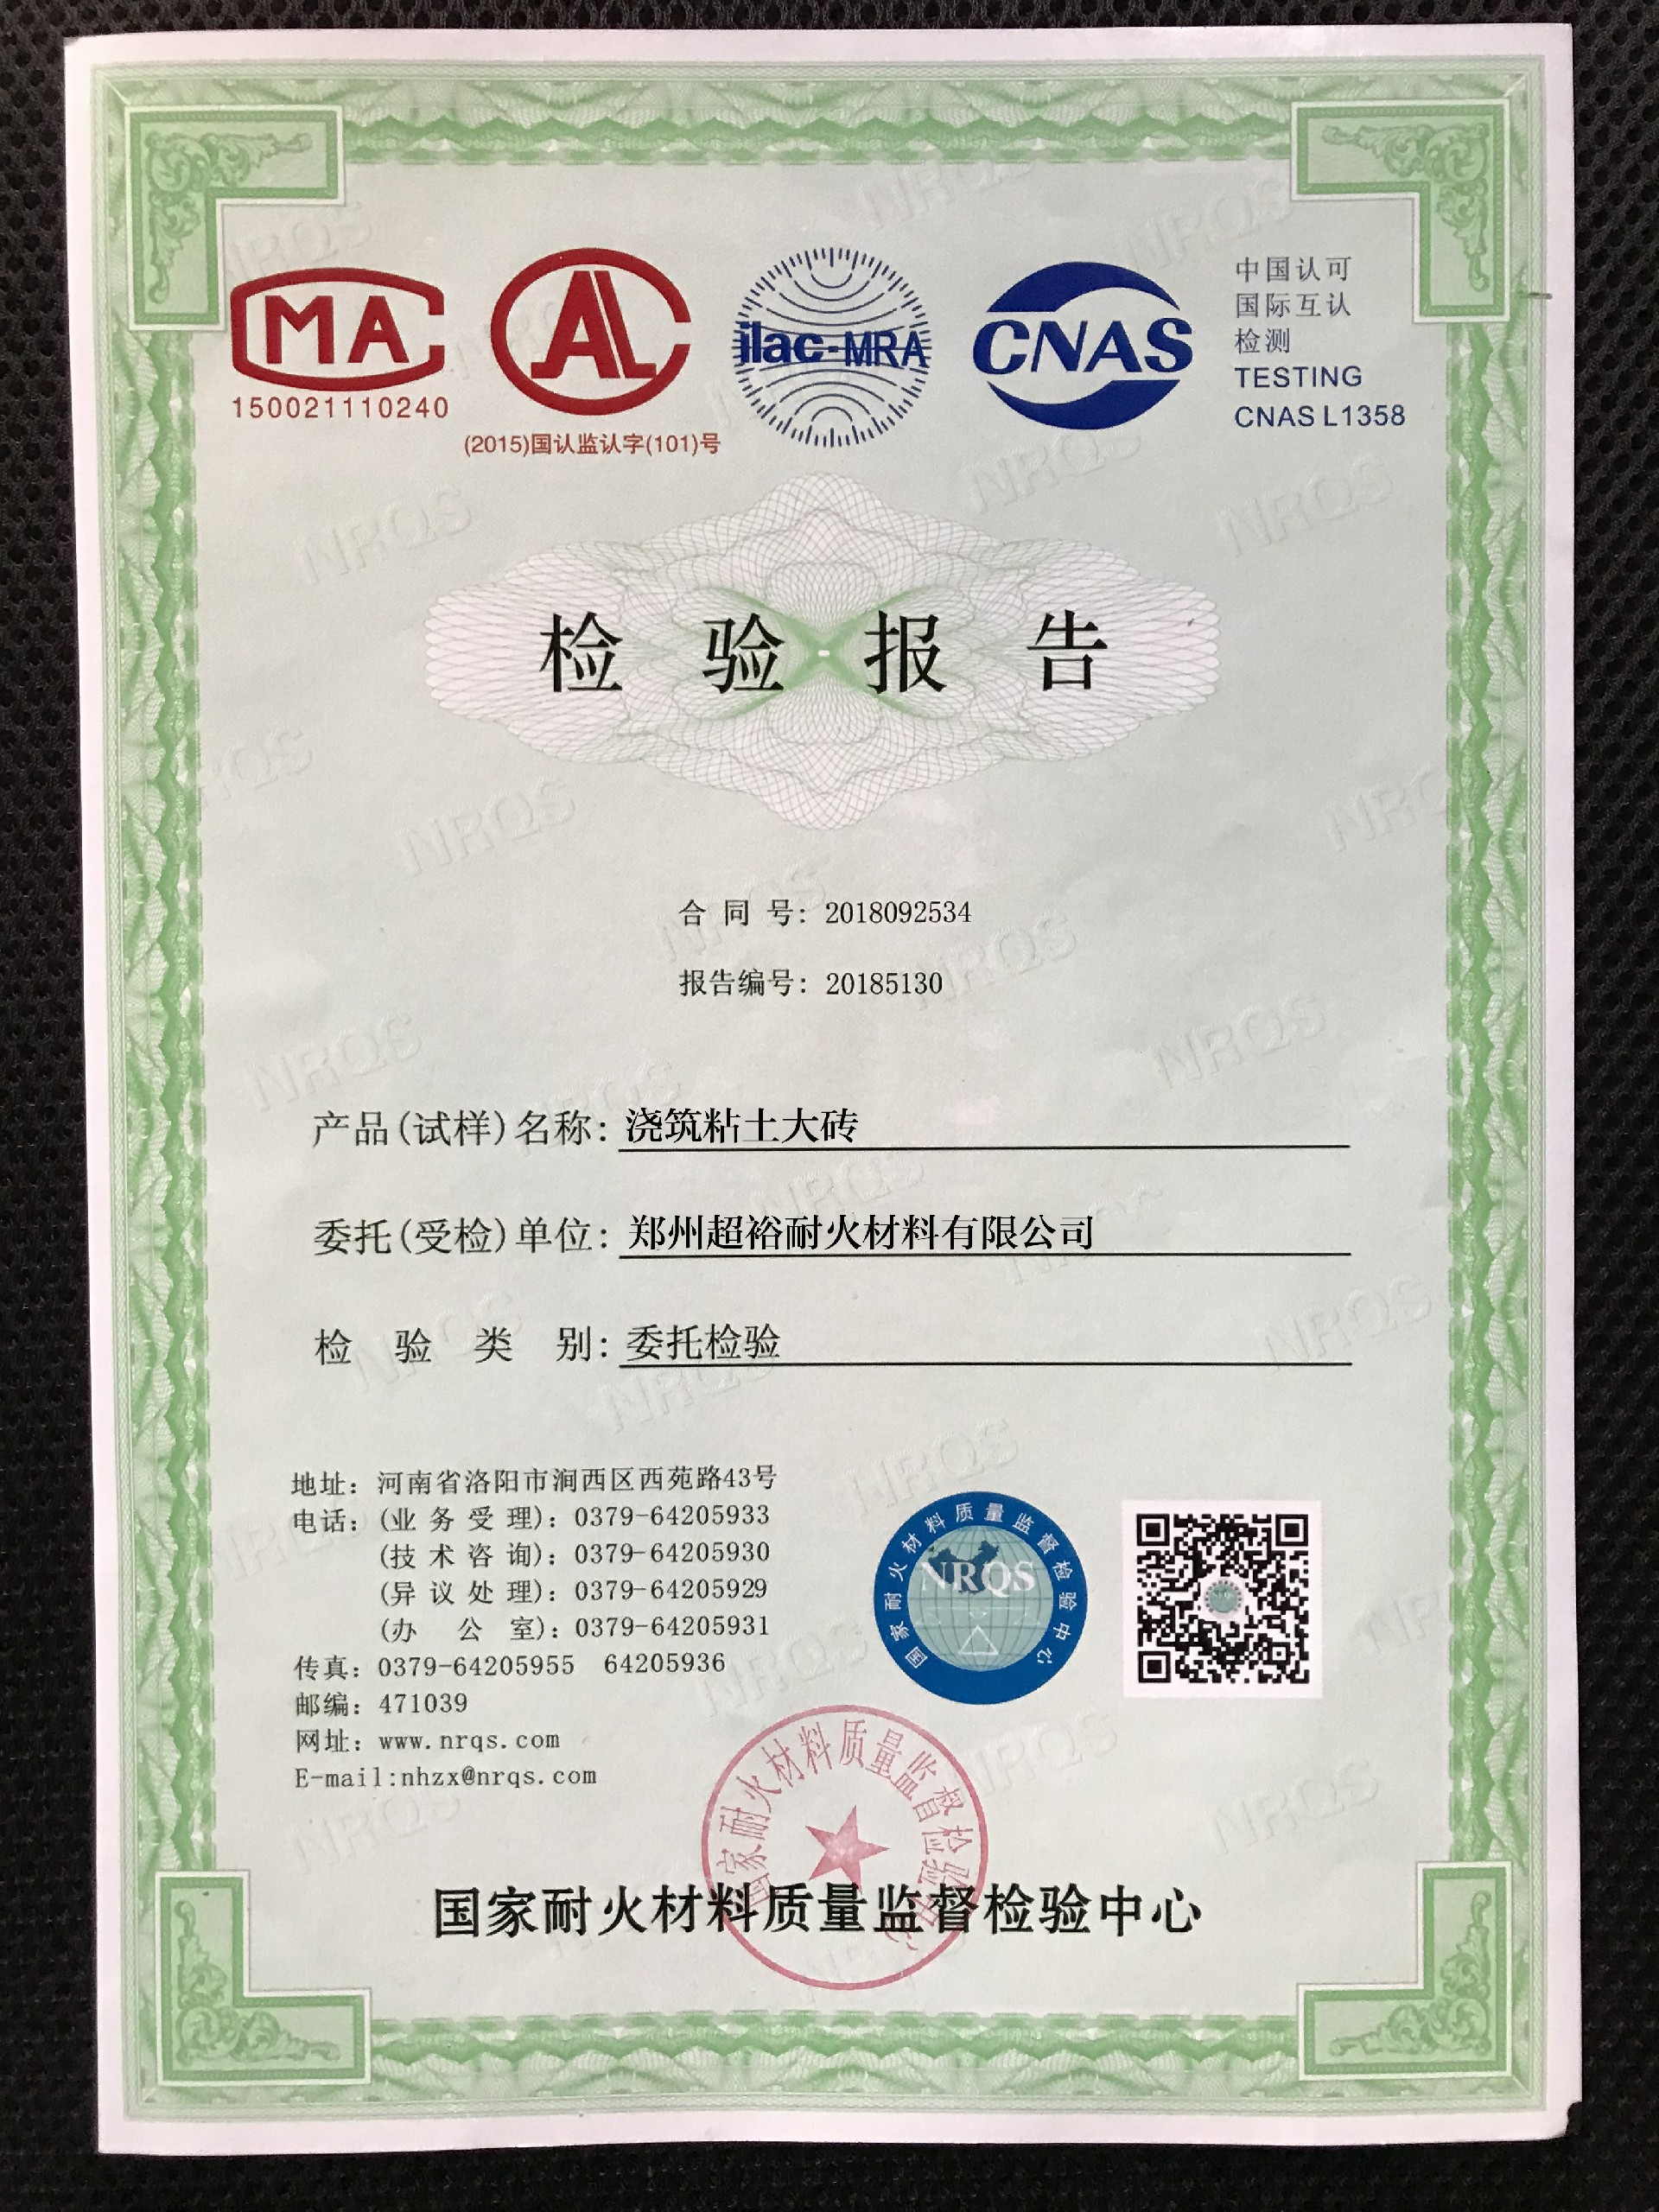 MA
150021110240
AL
(2015)国认监认字(101)号
ilac-MRA
CNAS
中国认可
国际互认
检测
TESTING
CNAS L1358
检验报告
合同号: 2018092534
报告编号: 20185130
产品(试样)名称: 浇筑粘土大砖
委托(受检)单位: 郑州超裕耐火材料有限公司
检验类别: 委托检验
地址: 河南省洛阳市涧西区西苑路43号
电话: (业务受理): 0379-64205933
(技术咨询): 0379-64205930
(异议处理): 0379-64205929
(办公室): 0379-64205931
传真: 0379-64205955 64205936
邮编: 471039
网址: www.nrqs.com
E-mail:nhzx@nrqs.com
国家耐火材料质量监督检验中心
NRQS
国家耐火材料质量监督检验中心
国家耐火材料质量监督检验中心